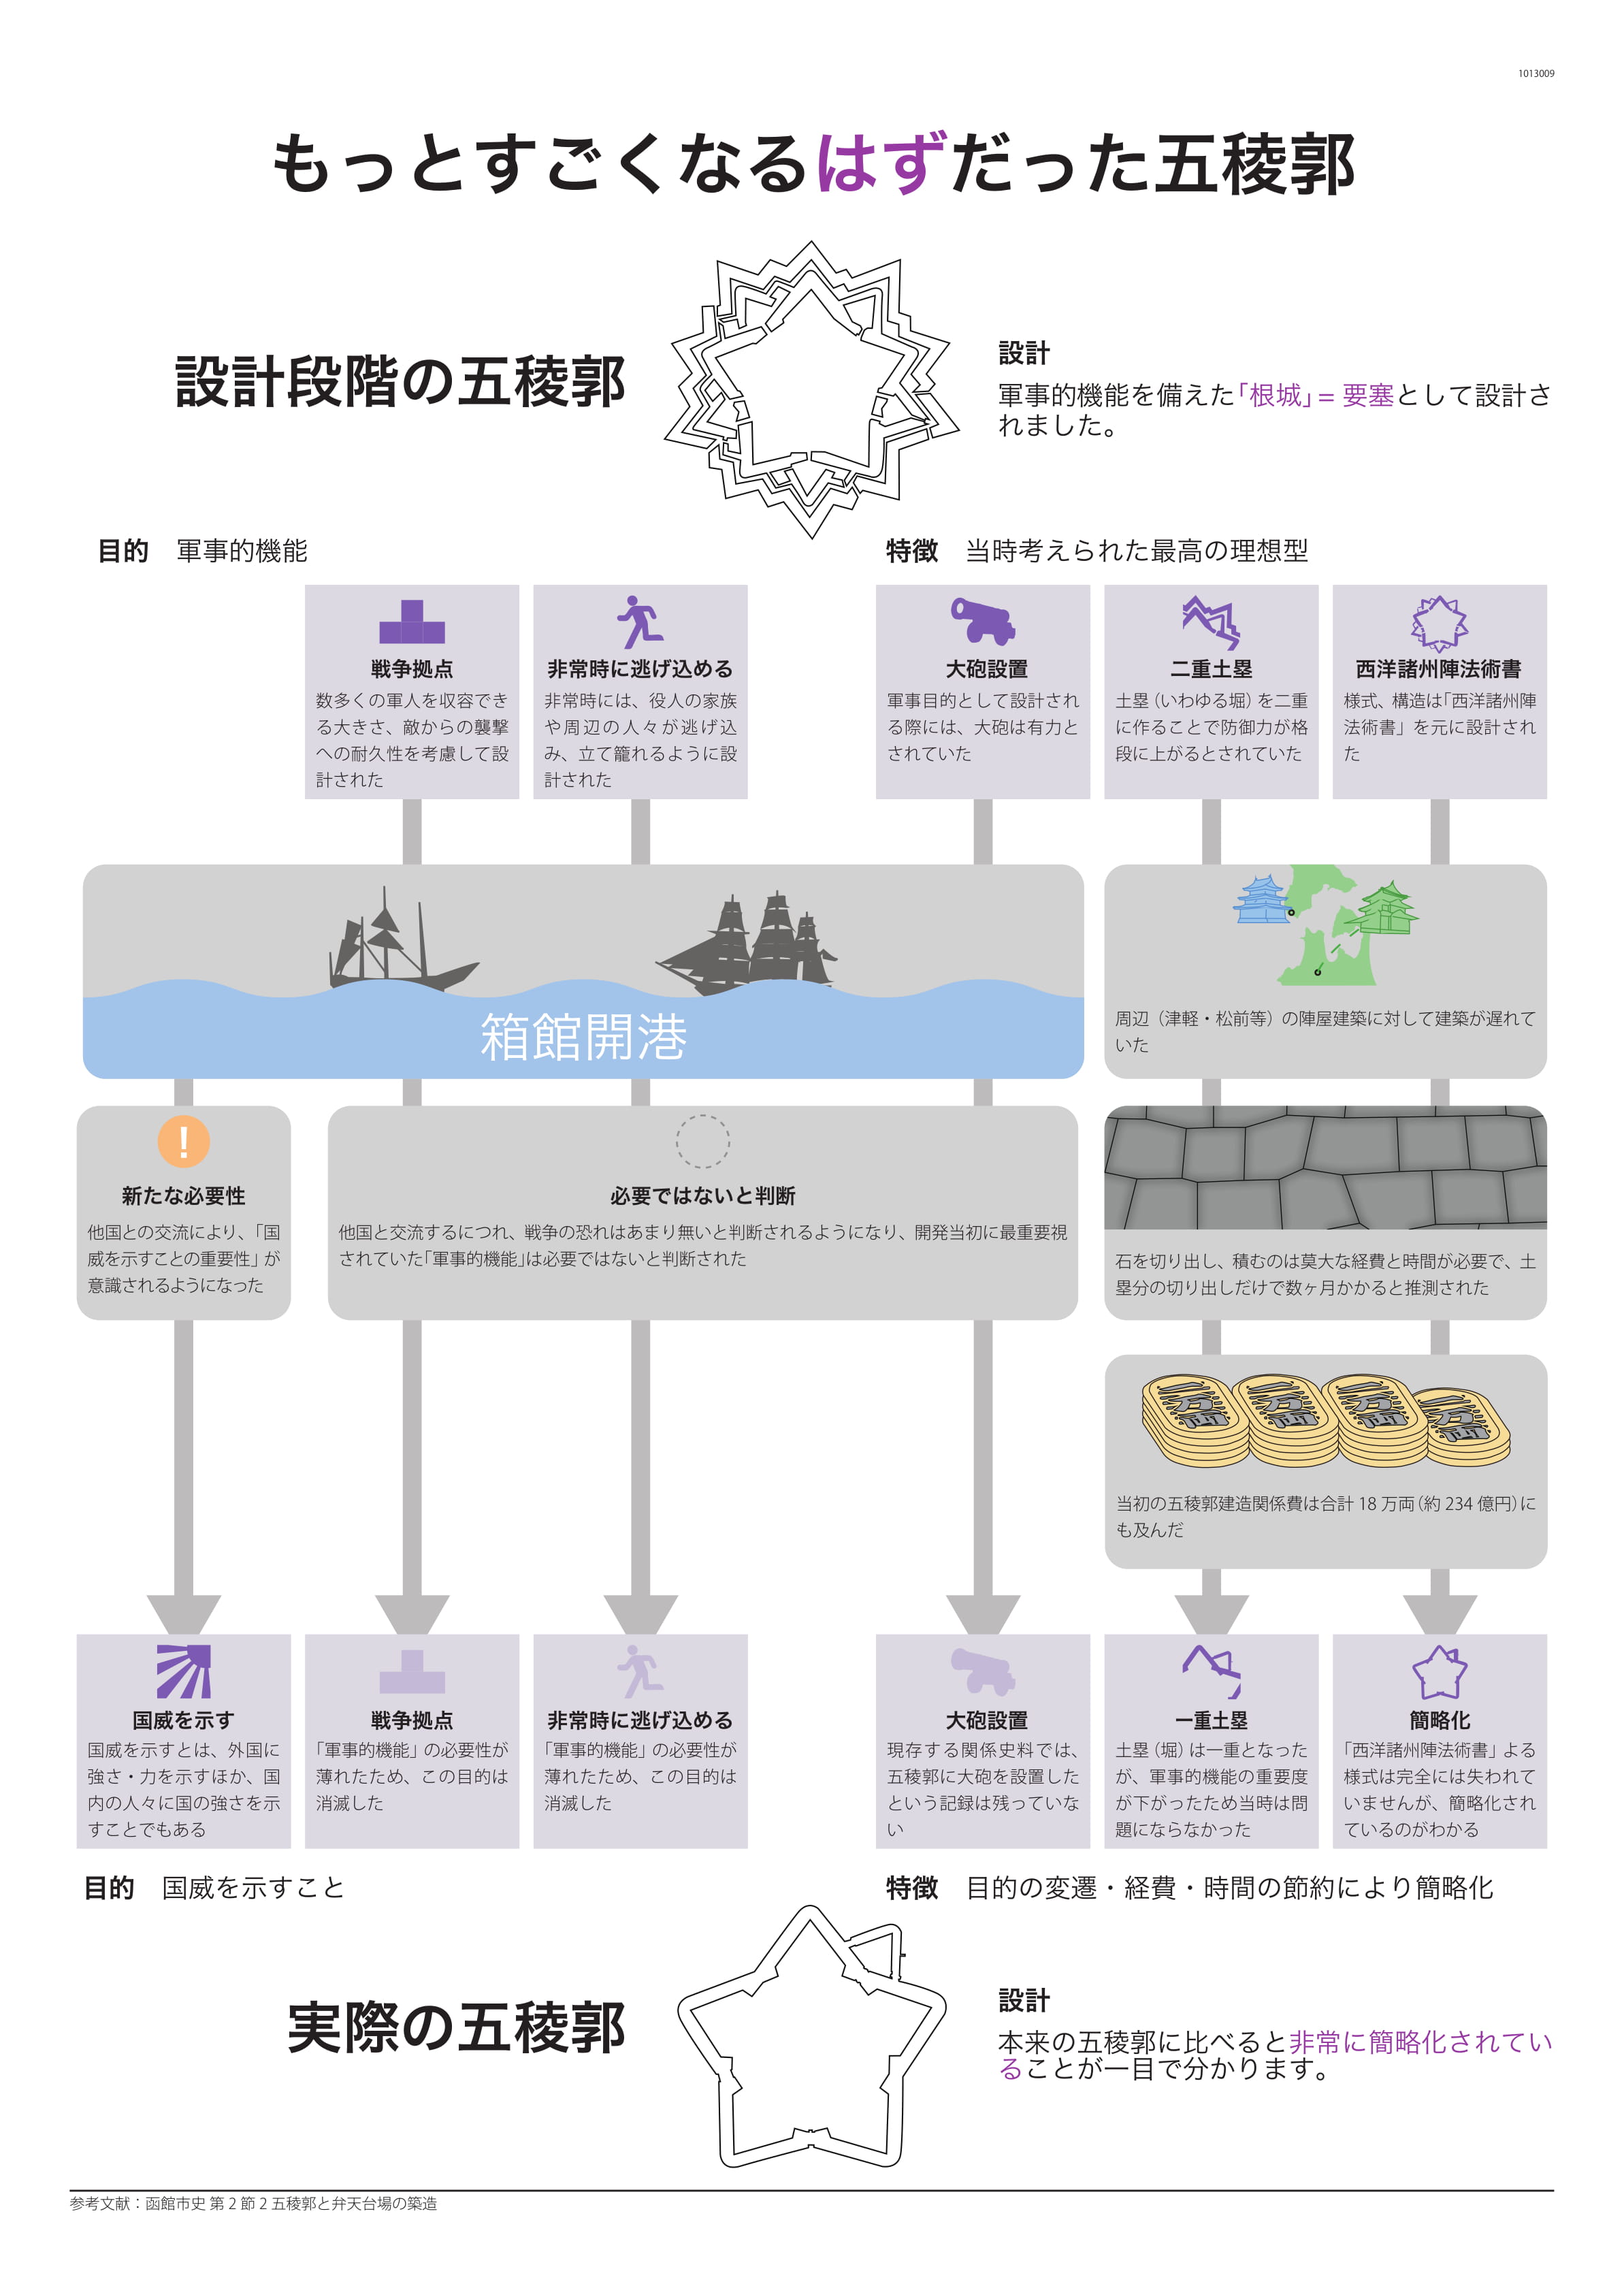 1013009
もっとすごくなるはずだった五稜郭
設計段階の五稜郭
設計
軍事的機能を備えた「根城」= 要塞として設計さ
れました。
目的　軍事的機能
特徴　当時考えられた最高の理想型
戦争拠点
数多くの軍人を収容でき
る大きさ、敵からの襲撃
への耐久性を考慮して設
計された
非常時に逃げ込める
非常時には、役人の家族
や周辺の人々が逃げ込
み、立て籠れるように設
計された
大砲設置
軍事目的として設計され
る際には、大砲は有力と
されていた
二重土塁
土塁（いわゆる堀）を二重
に作ることで防御力が格
段に上がるとされていた
西洋諸州陣法術書
様式、構造は「西洋諸州陣
法術書」を元に設計され
た
箱館開港
周辺（津軽・松前等）の陣屋建築に対して建築が遅れて
いた
!
新たな必要性
他国との交流により、「国
威を示すことの重要性」が
意識されるようになった
必要ではないと判断
他国と交流するにつれ、戦争の恐れはあまり無いと判断されるようになり、開発当初に最重要視
されていた「軍事的機能」は必要ではないと判断された
石を切り出し、積むのは莫大な経費と時間が必要で、土
塁分の切り出しだけで数ヶ月かかると推測された
一万両
一万両
一万両
一万両
当初の五稜郭建造関係費は合計 18 万両（約 234 億円）に
も及んだ
国威を示す
国威を示すとは、外国に
強さ・力を示すほか、国
内の人々に国の強さを示
すことでもある
戦争拠点
「軍事的機能」の必要性が
薄れたため、この目的は
消滅した
非常時に逃げ込める
「軍事的機能」の必要性が
薄れたため、この目的は
消滅した
大砲設置
現存する関係史料では、
五稜郭に大砲を設置した
という記録は残っていな
い
一重土塁
土塁（堀）は一重となった
が、軍事的機能の重要度
が下がったため当時は問
題にならなかった
簡略化
「西洋諸州陣法術書」よる
様式は完全には失われて
いませんが、簡略化され
ているのがわかる
目的　国威を示すこと
特徴　目的の変遷・経費・時間の節約により簡略化
実際の五稜郭
設計
本来の五稜郭に比べると非常に簡略化されてい
ることが一目で分かります。
参考文献：函館市史 第 2 節 2 五稜郭と弁天台場の築造